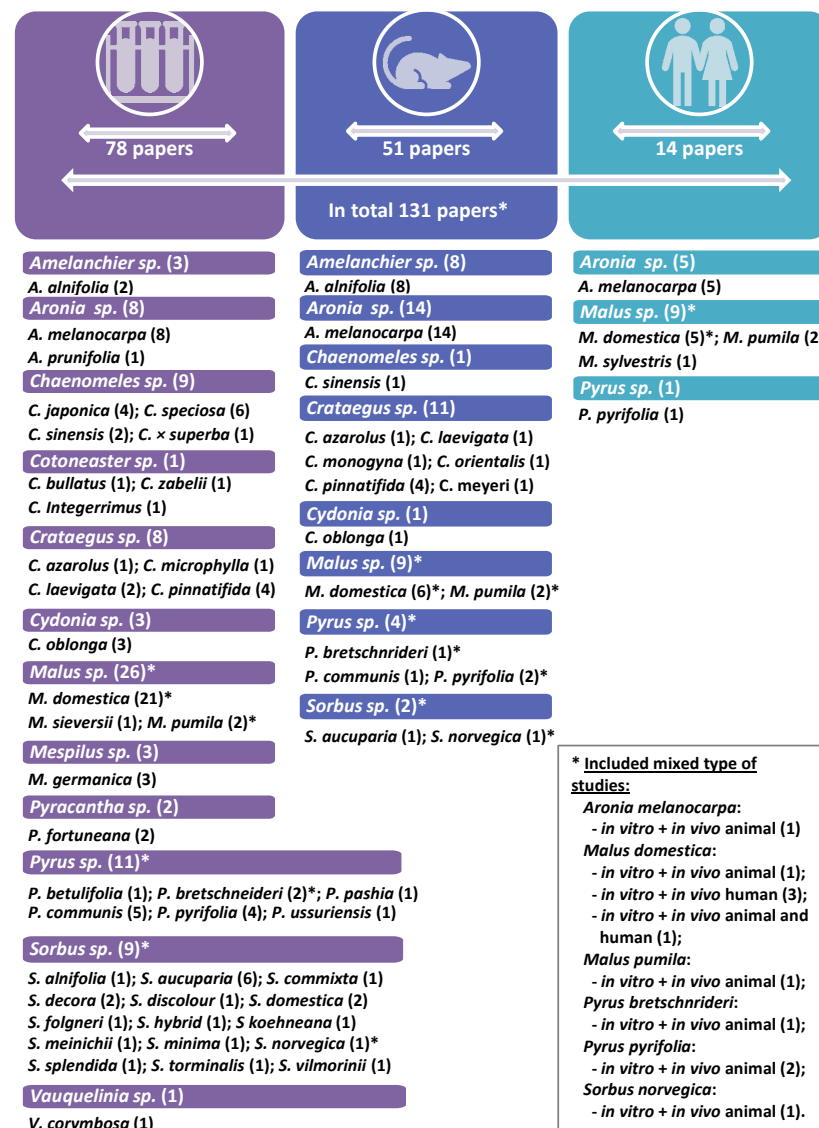 78 papers
51 papers
14 papers
In total 131 papers*
Amelanchier sp. (3)
A. alnifolia (2)
Aronia sp. (8)
A. melanocarpa (8)
A. prunifolia (1)
Chaenomeles sp. (9)
C. japonica (4); C. speciosa (6)
C. sinensis (2); C. × superba (1)
Cotoneaster sp. (1)
C. bullatus (1); C. zabelii (1)
C. Integerrimus (1)
Crataegus sp. (8)
C. azarolus (1); C. microphylla (1)
C. laevigata (2); C. pinnatifida (4)
Cydonia sp. (3)
C. oblonga (3)
Malus sp. (26)*
M. domestica (21)*
M. sieversii (1); M. pumila (2)*
Mespilus sp. (3)
M. germanica (3)
Pyracantha sp. (2)
P. fortuneana (2)
Pyrus sp. (11)*
P. betulifolia (1); P. bretschneideri (2)*; P. pashia (1)
P. communis (5); P. pyrifolia (4); P. ussuriensis (1)
Sorbus sp. (9)*
S. alnifolia (1); S. aucuparia (6); S. commixta (1)
S. decora (2); S. discolour (1); S. domestica (2)
S. folgneri (1); S. hybrid (1); S koehneana (1)
S. meinichii (1); S. minima (1); S. norvegica (1)*
S. splendida (1); S. torminalis (1); S. vilmorinii (1)
Vauquelinia sp. (1)
V. corymbosa (1)
Amelanchier sp. (8)
A. alnifolia (8)
Aronia sp. (14)
A. melanocarpa (14)
Chaenomeles sp. (1)
C. sinensis (1)
Crataegus sp. (11)
C. azarolus (1); C. laevigata (1)
C. monogyna (1); C. orientalis (1)
C. pinnatifida (4); C. meyeri (1)
Cydonia sp. (1)
C. oblonga (1)
Malus sp. (9)*
M. domestica (6)*; M. pumila (2)*
Pyrus sp. (4)*
P. bretschnrideri (1)*
P. communis (1); P. pyrifolia (2)*
Sorbus sp. (2)*
S. aucuparia (1); S. norvegica (1)*
Aronia sp. (5)
A. melanocarpa (5)
Malus sp. (9)*
M. domestica (5)*; M. pumila (2
M. sylvestris (1)
Pyrus sp. (1)
P. pyrifolia (1)
* Included mixed type of
studies:
Aronia melanocarpa:
- in vitro + in vivo animal (1)
Malus domestica:
- in vitro + in vivo animal (1);
- in vitro + in vivo human (3);
- in vitro + in vivo animal and
human (1);
Malus pumila:
- in vitro + in vivo animal (1);
Pyrus bretschnrideri:
- in vitro + in vivo animal (1);
Pyrus pyrifolia:
- in vitro + in vivo animal (2);
Sorbus norvegica:
- in vitro + in vivo animal (1).